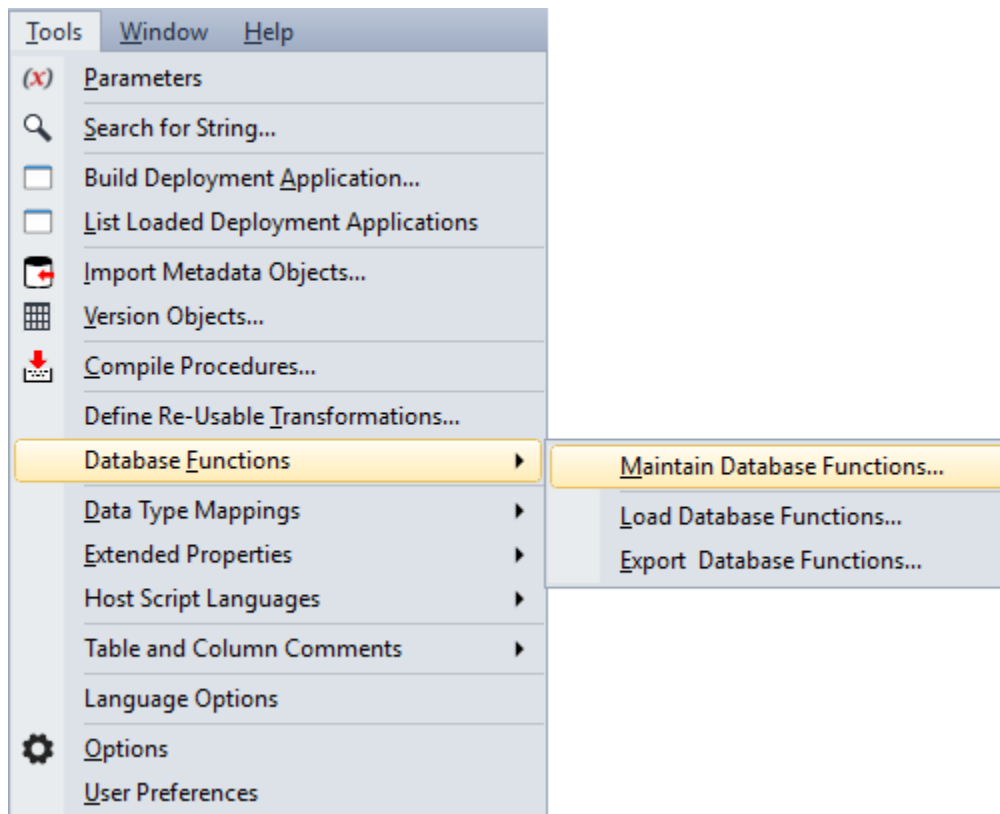 Tools Window Help
(x) Parameters
Search for String...
Build Deployment Application...
List Loaded Deployment Applications
Import Metadata Objects...
Version Objects...
Compile Procedures...
Define Re-Usable Transformations...
Database Functions
Maintain Database Functions...
Load Database Functions...
Export  Database Functions...
Data Type Mappings
Extended Properties
Host Script Languages
Table and Column Comments
Language Options
Options
User Preferences